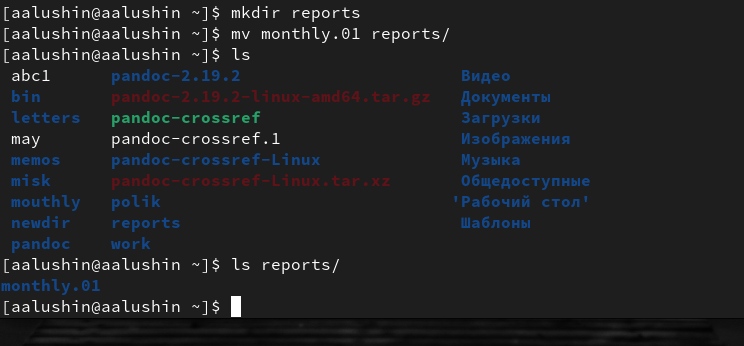 [aalushin@aalushin ~]$ mkdir reports
[aalushin@aalushin ~]$ mv monthly.01 reports/
[aalushin@aalushin ~]$ ls
abc1 pandoc-2.19.2 Видео
bin pandoc-2.19.2-linux-amd64.tar.gz Документы
letters pandoc-crossref Загрузки
may pandoc-crossref.1 Изображения
memos pandoc-crossref-Linux Музыка
misk pandoc-crossref-Linux.tar.xz Общедоступные
mouthly polik 'Рабочий стол'
newdir reports Шаблоны
pandoc work
[aalushin@aalushin ~]$ ls reports/
monthly.01
[aalushin@aalushin ~]$